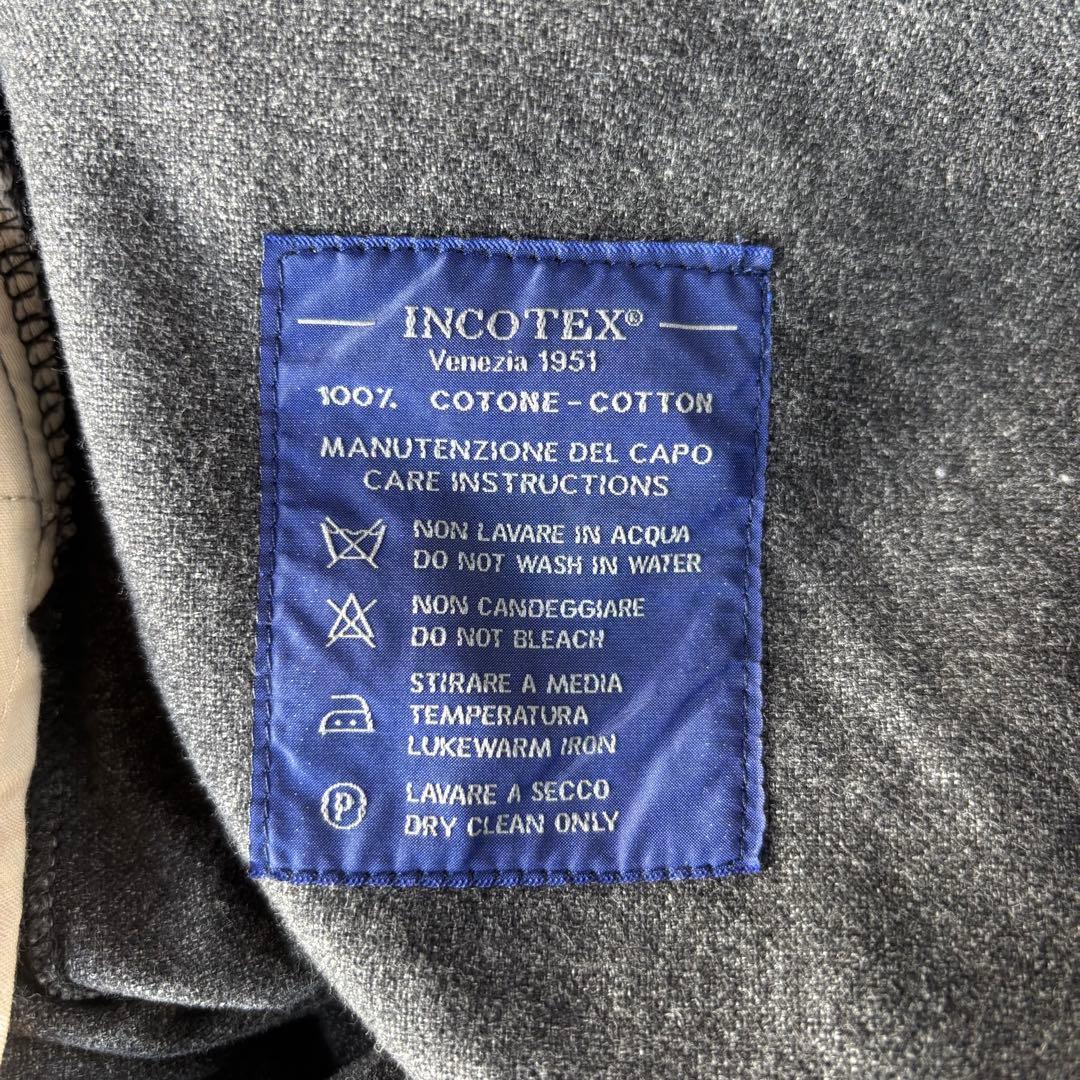 INCOTEX®
Venezia 1951
100% COTONE - COTTON
MANUTENZIONE DEL CAPO
CARE INSTRUCTIONS
NON LAVARE IN ACQUA
DO NOT WASH IN WATER
NON CANDEGGIARE
DO NOT BLEACH
STIRARE A MEDIA
TEMPERATURA
LUKEWARM IRON
P
LAVARE A SECCO
DRY CLEAN ONLY